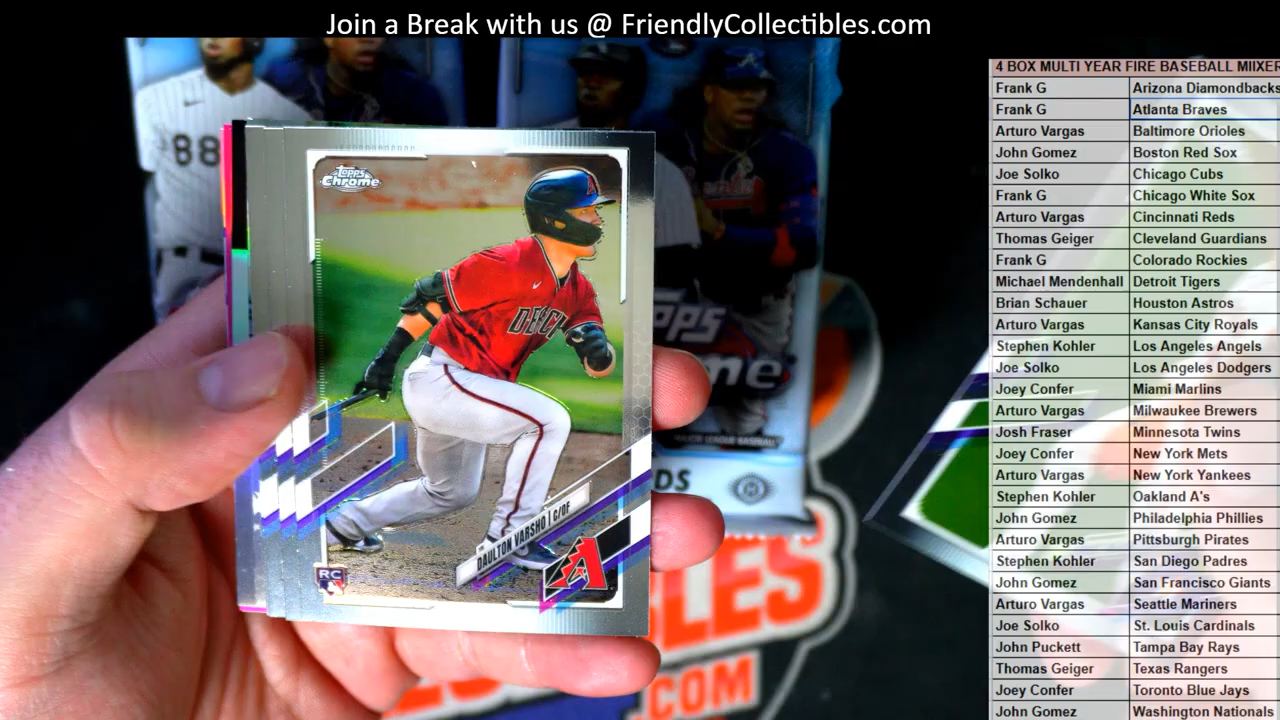 Join a Break with us @ FriendlyCollectibles.com
4 BOX MULTI YEAR FIRE BASEBALL MIIXER
Frank G Arizona Diamondbacks
Frank G Atlanta Braves
Arturo Vargas Baltimore Orioles
John Gomez Boston Red Sox
Joe Solko Chicago Cubs
Frank G Chicago White Sox
Arturo Vargas Cincinnati Reds
Thomas Geiger Cleveland Guardians
Frank G Colorado Rockies
Michael Mendenhall Detroit Tigers
Brian Schauer Houston Astros
Arturo Vargas Kansas City Royals
Stephen Kohler Los Angeles Angels
Joe Solko Los Angeles Dodgers
Joey Confer Miami Marlins
Arturo Vargas Milwaukee Brewers
Josh Fraser Minnesota Twins
Joey Confer New York Mets
Arturo Vargas New York Yankees
Stephen Kohler Oakland A's
John Gomez Philadelphia Phillies
Arturo Vargas Pittsburgh Pirates
Stephen Kohler San Diego Padres
John Gomez San Francisco Giants
Arturo Vargas Seattle Mariners
Joe Solko St. Louis Cardinals
John Puckett Tampa Bay Rays
Thomas Geiger Texas Rangers
Joey Confer Toronto Blue Jays
John Gomez Washington Nationals
88
Topps
Chrome
A
DAULTON VARSHO | C/OF
RC
A
MAJOR LEAGUE BASEBALL
.COM